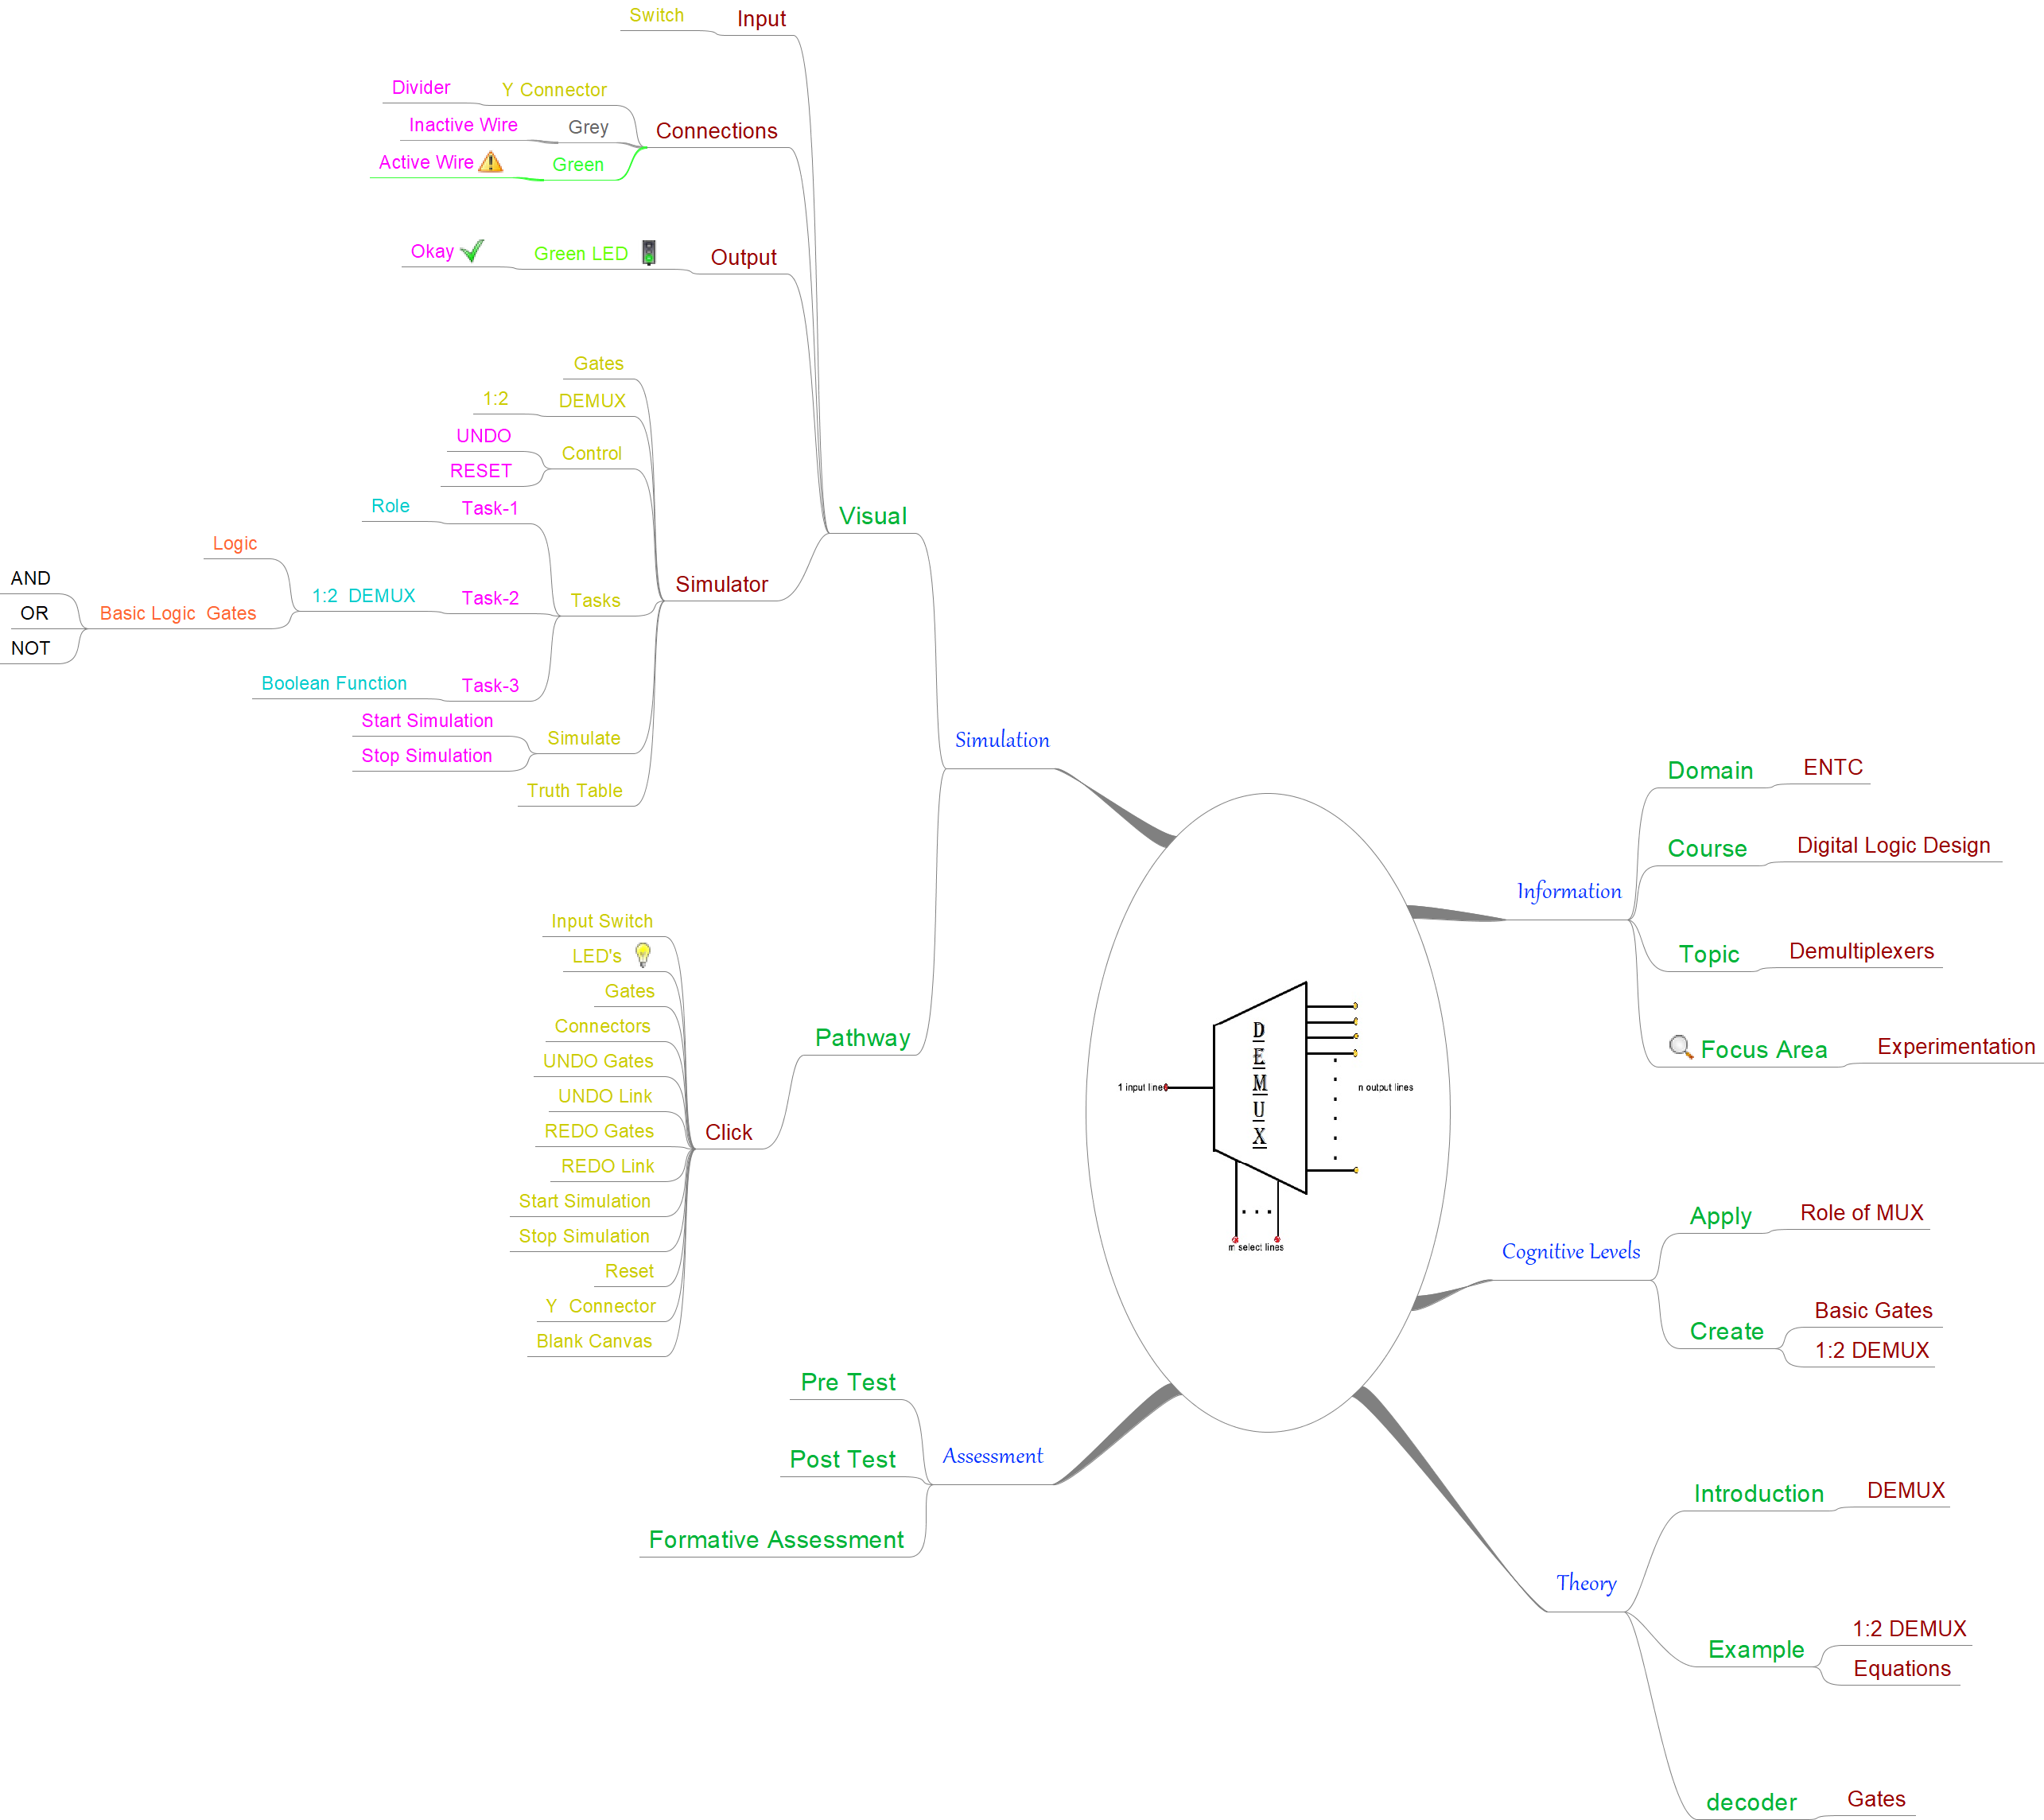 Switch
Input
Divider
Y Connector
Inactive Wire
Grey
Connections
Active Wire
Green
Okay
Green LED
Output
Gates
1:2
DEMUX
UNDO
Control
RESET
Role
Task-1
Visual
Logic
AND
Simulator
1:2  DEMUX
Task-2
Tasks
OR
Basic Logic  Gates
NOT
Boolean Function
Task-3
Start Simulation
Simulate
Stop Simulation
Truth Table
Simulation
Input Switch
LED's
Gates
Connectors
Pathway
UNDO Gates
UNDO Link
REDO Gates
Click
REDO Link
Start Simulation
Stop Simulation
Reset
Y  Connector
Blank Canvas
Pre Test
Post Test
Assessment
Formative Assessment
DEMUX
1 input line
n output lines
m select lines
Domain
ENTC
Course
Digital Logic Design
Information
Topic
Demultiplexers
Focus Area
Experimentation
Apply
Role of MUX
Cognitive Levels
Create
Basic Gates
1:2 DEMUX
Introduction
DEMUX
Theory
Example
1:2 DEMUX
Equations
decoder
Gates